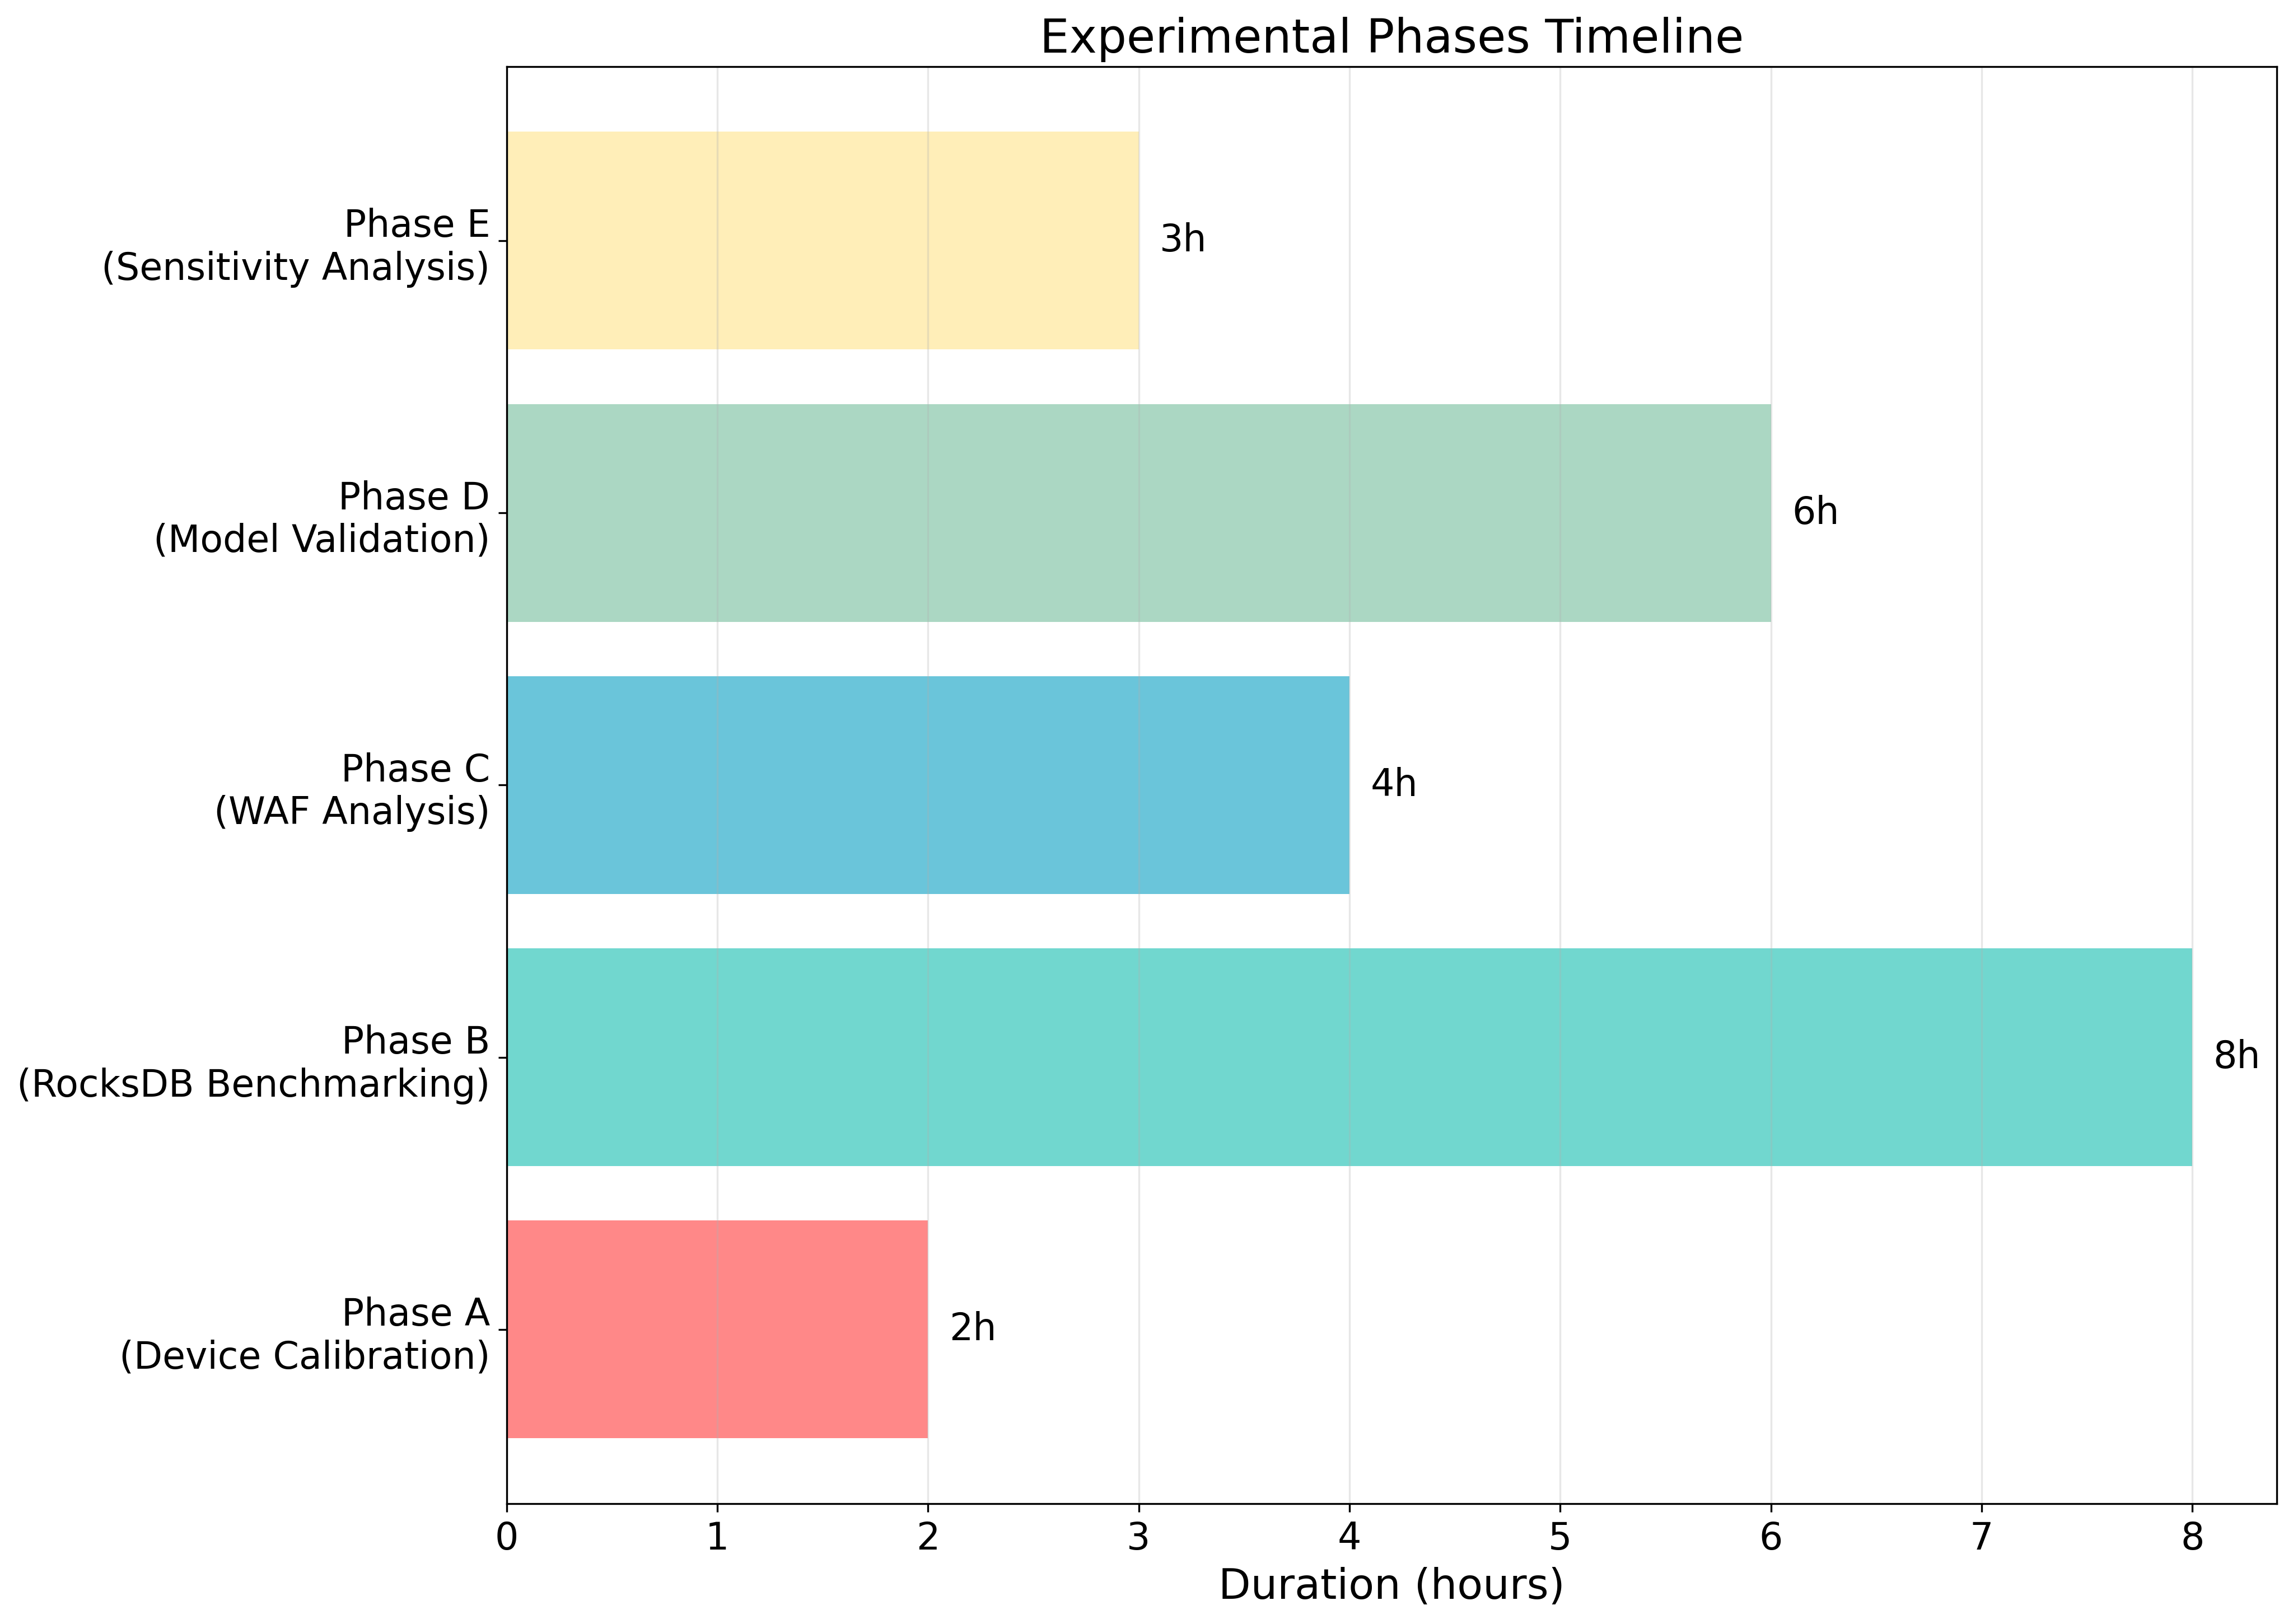 Experimental Phases Timeline
Phase E
(Sensitivity Analysis)
3h
Phase D
(Model Validation)
6h
Phase C
(WAF Analysis)
4h
Phase B
(RocksDB Benchmarking)
8h
Phase A
(Device Calibration)
2h
0 1 2 3 4 5 6 7 8
Duration (hours)